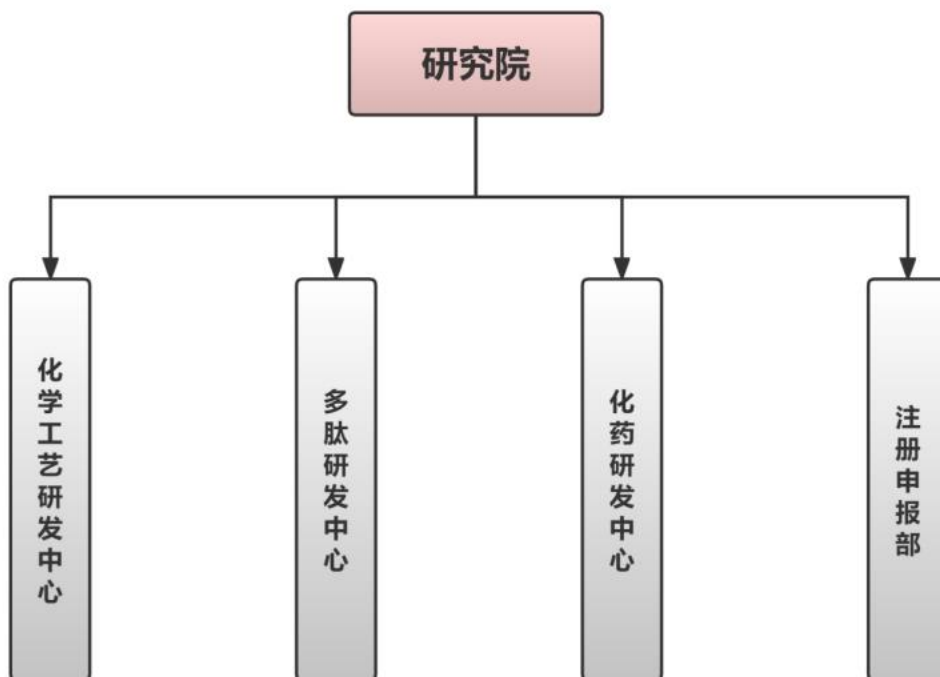 研究院
化学工艺研发中心
多肽研发中心
化药研发中心
注册申报部